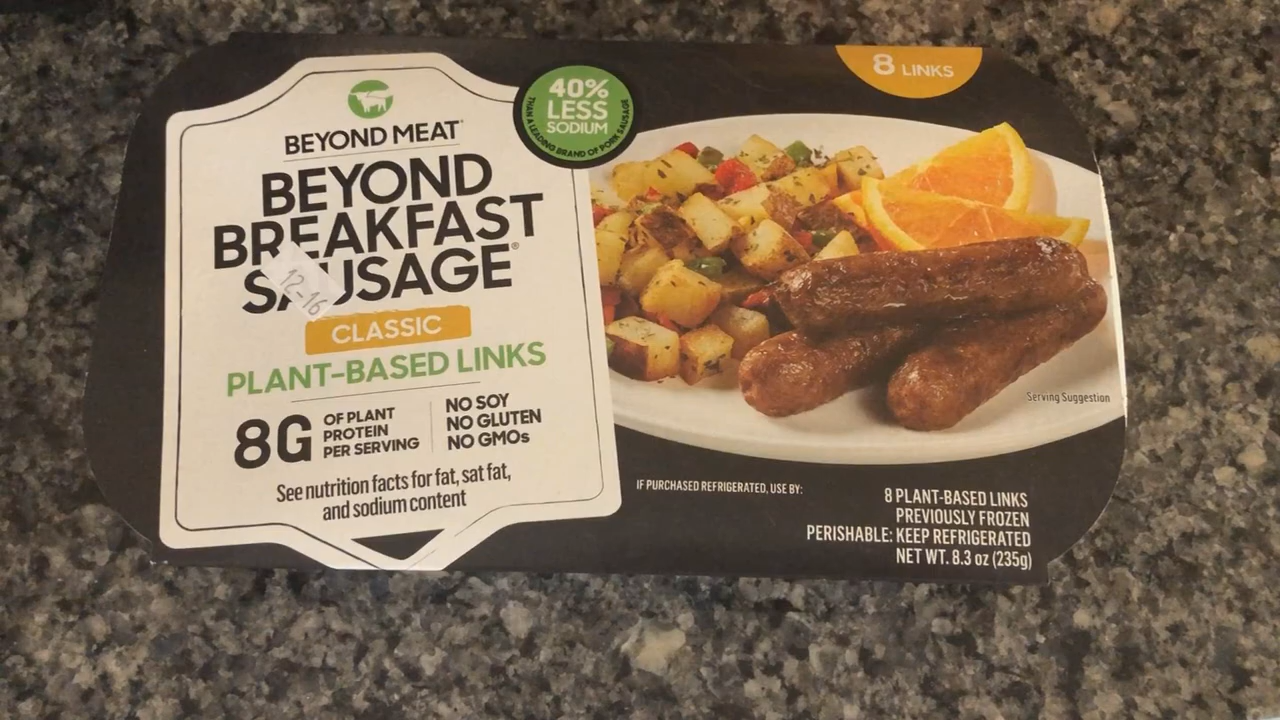 BEYOND MEAT®
BEYOND
BREAKFAST
SAUSAGE®
12-16
CLASSIC
PLANT-BASED LINKS
8G
OF PLANT
PROTEIN
PER SERVING
NO SOY
NO GLUTEN
NO GMOs
See nutrition facts for fat, sat fat,
and sodium content
40%
LESS
SODIUM
THAN A LEADING BRAND OF PORK SAUSAGE
8 LINKS
Serving Suggestion
IF PURCHASED REFRIGERATED, USE BY:
8 PLANT-BASED LINKS
PREVIOUSLY FROZEN
PERISHABLE: KEEP REFRIGERATED
NET WT. 8.3 oz (235g)